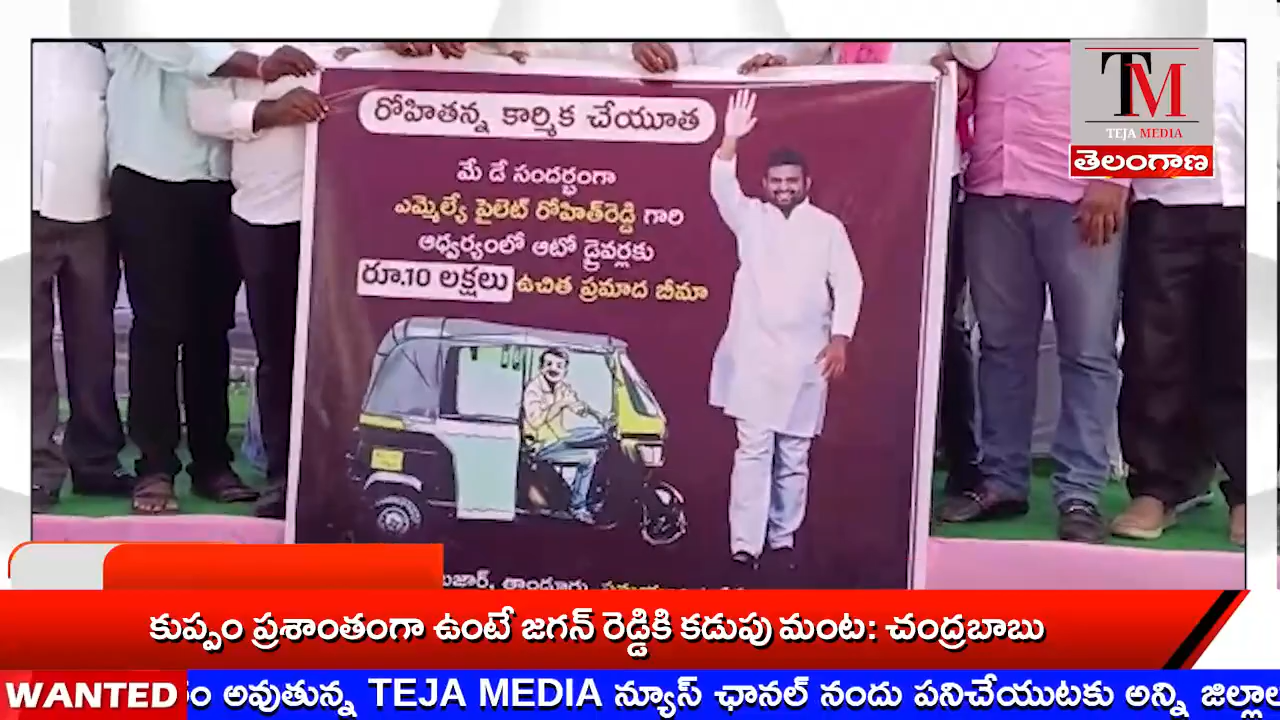 రోహితన్న కార్మిక చేయూత
మే డే సందర్భంగా
ఎమ్మెల్యే పైలెట్ రోహిత్‌రెడ్డి గారి
ఆధ్వర్యంలో ఆటో డ్రైవర్లకు
రూ.10 లక్షలు ఉచిత ప్రమాద బీమా
తాండూరు,
TM
TEJA MEDIA
తెలంగాణ
కుప్పం ప్రశాంతంగా ఉంటే జగన్ రెడ్డికి కడుపు మంట: చంద్రబాబు
WANTED
అవుతున్న TEJA MEDIA న్యూస్ ఛానల్ నందు పనిచేయుటకు అన్ని